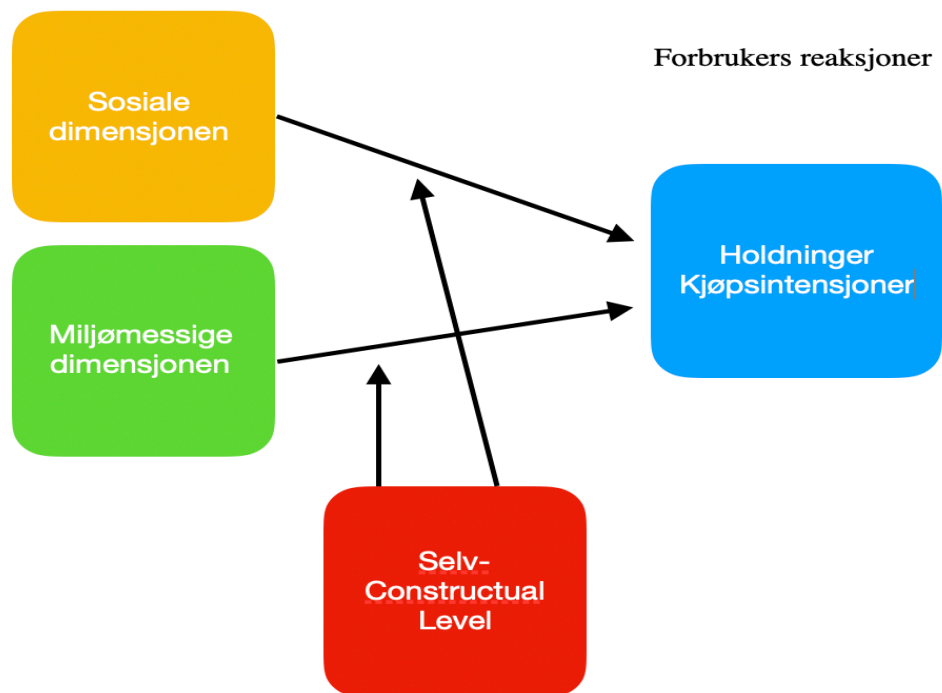 Sosiale
dimensjonen
Forbrukers reaksjoner
Miljømessige
dimensjonen
Holdninger
Kjøpsintensjoner
Selv-
Constructual
Level